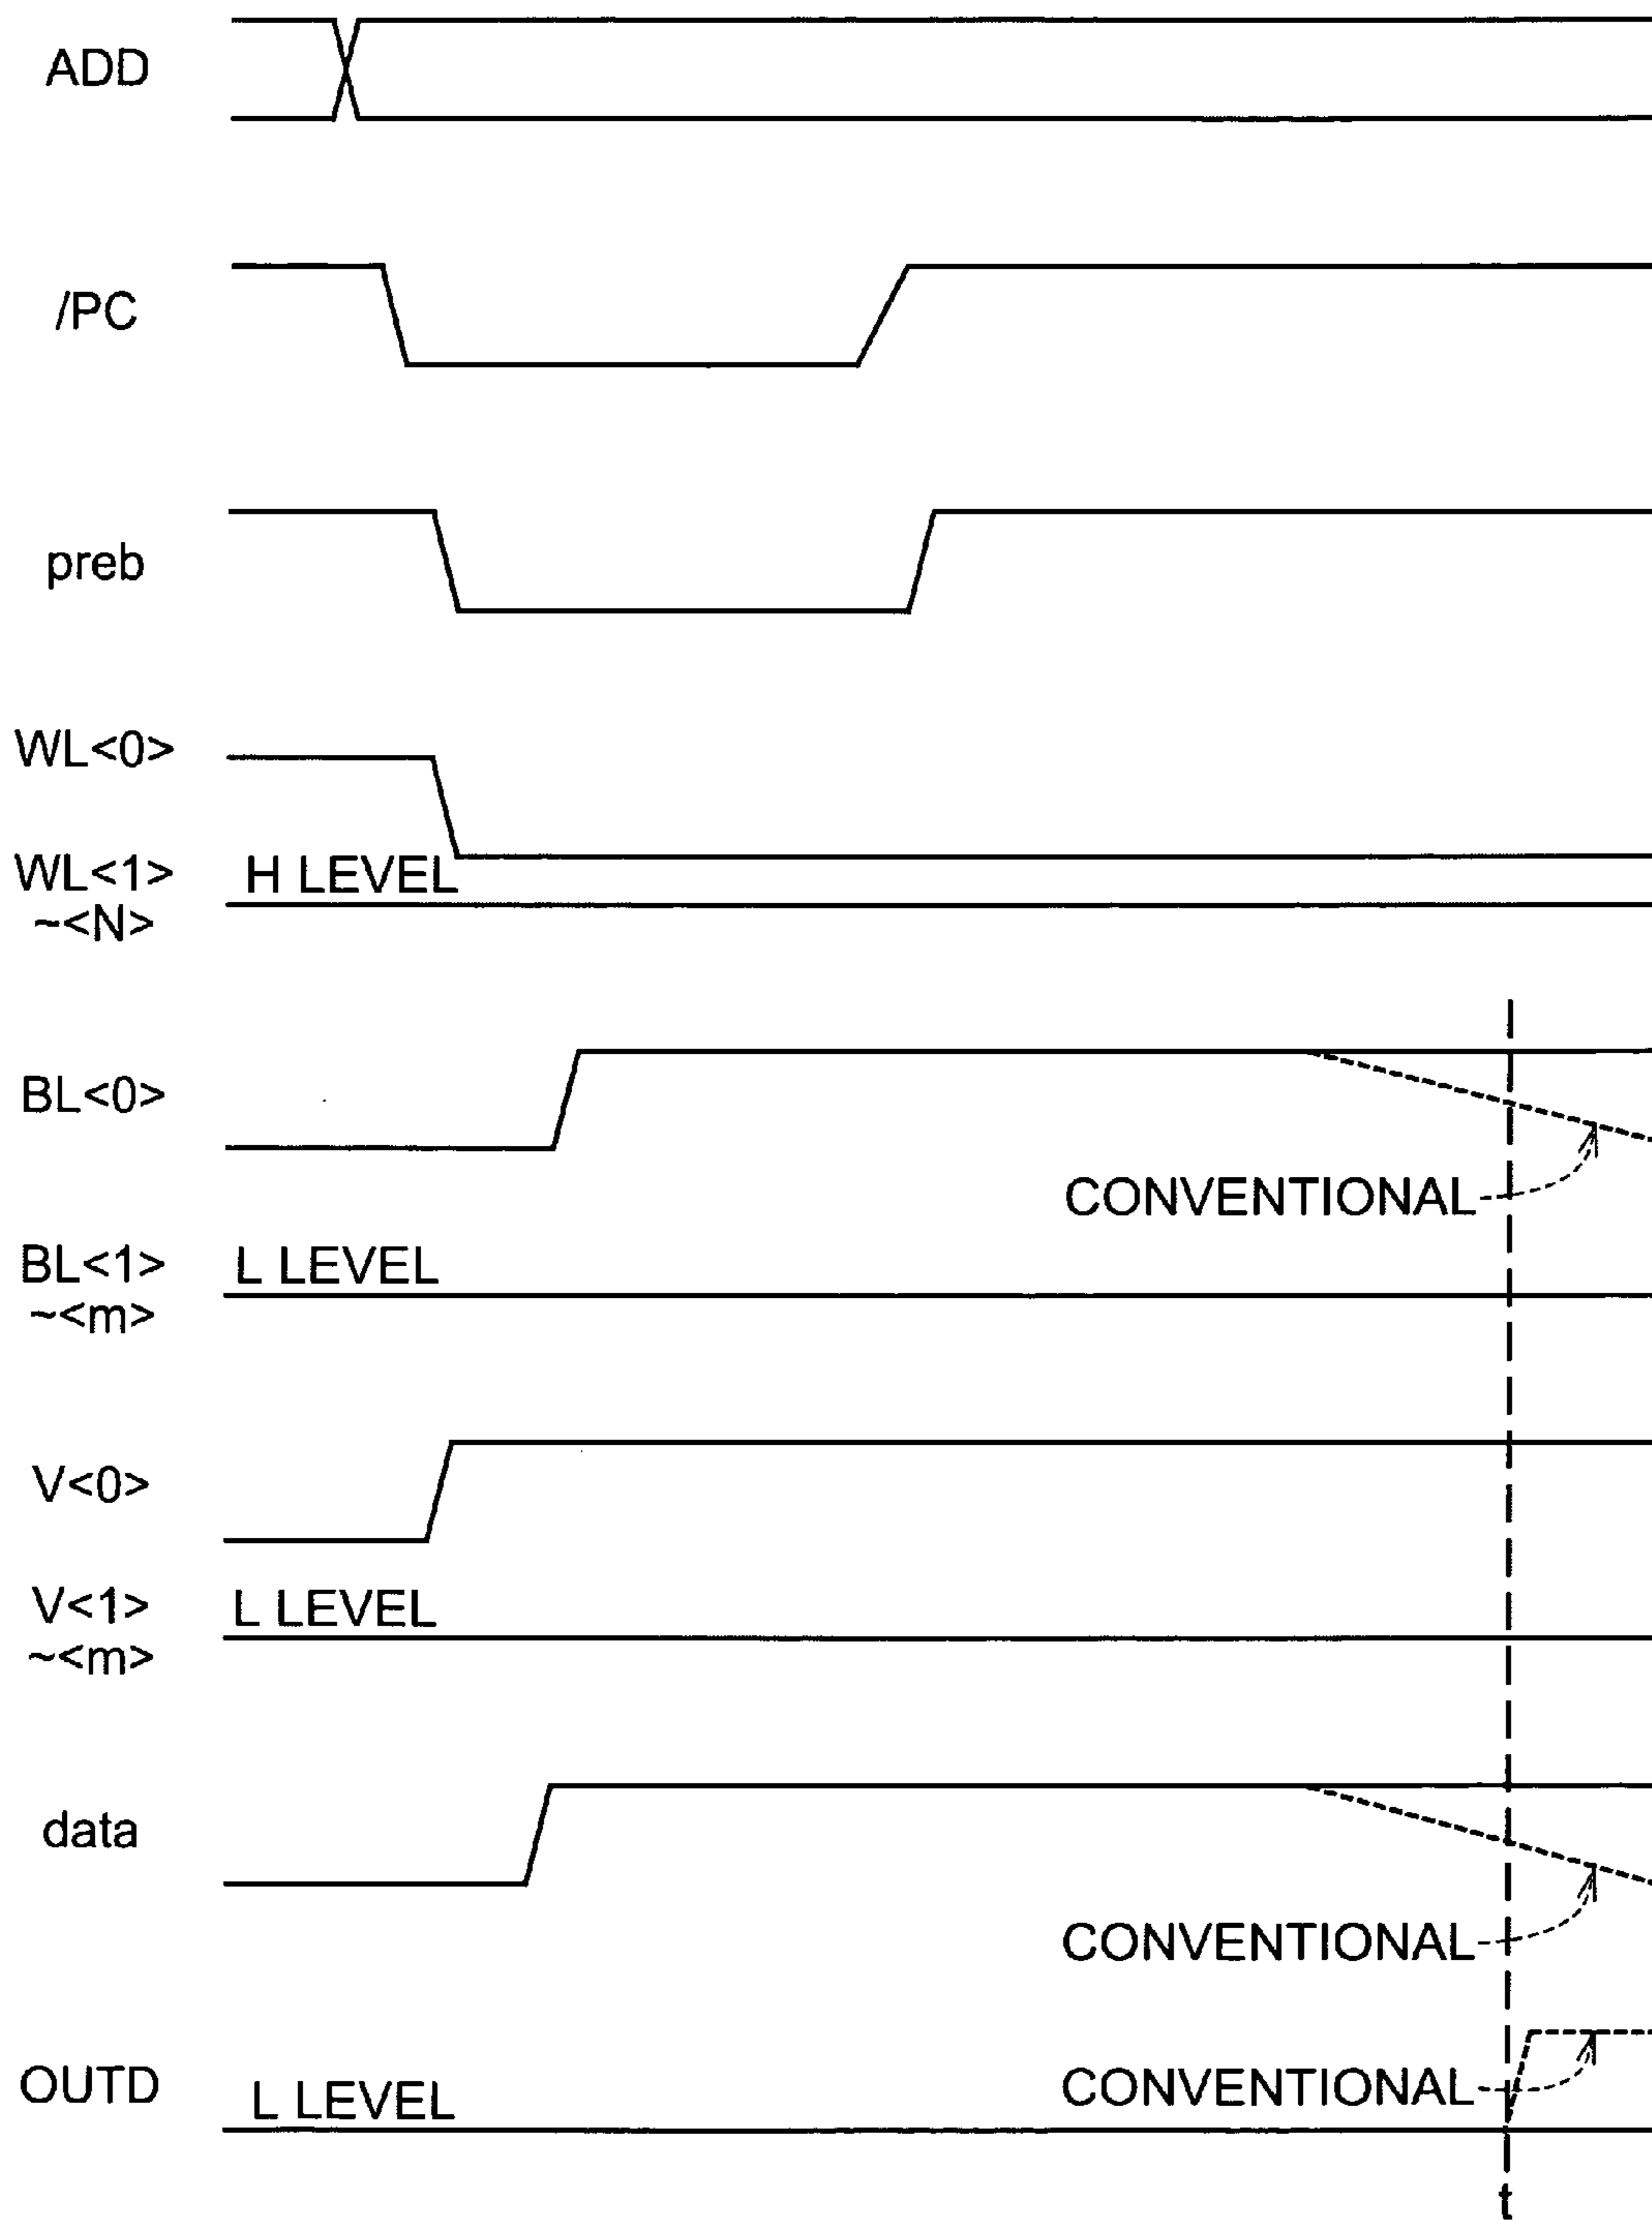 ADD
/PC
preb
WL<0>
WL<1>
~<N>
H LEVEL
BL<0>
CONVENTIONAL
BL<1>
~<m>
L LEVEL
V<0>
V<1>
~<m>
L LEVEL
data
CONVENTIONAL
OUTD
L LEVEL
CONVENTIONAL
t